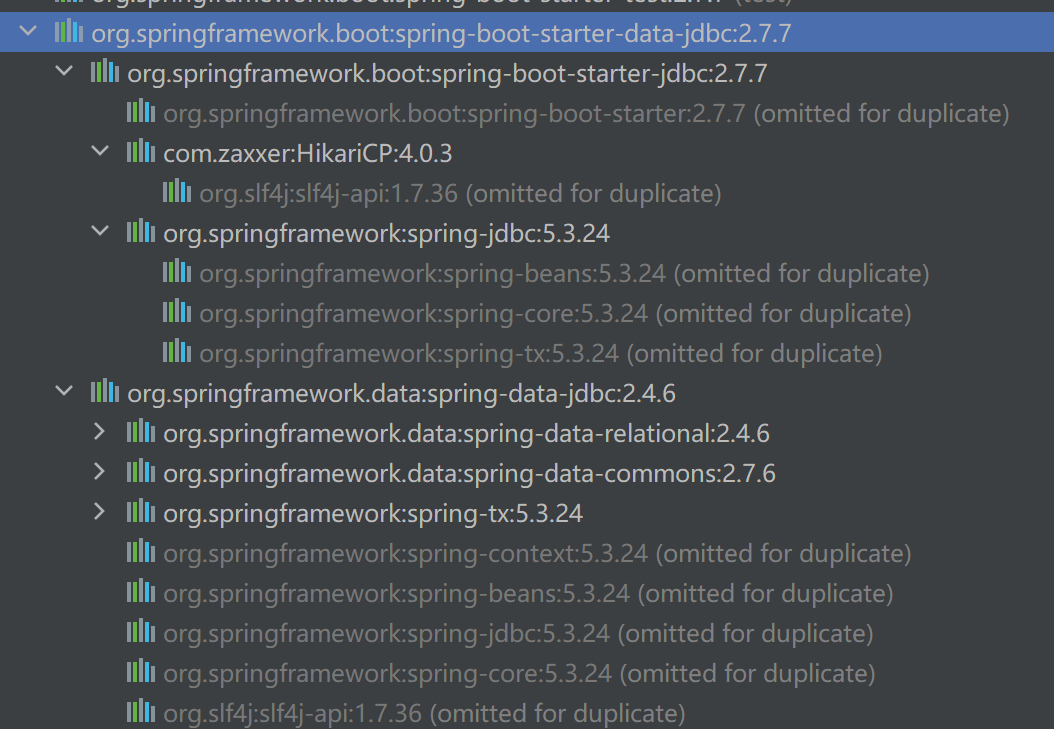 org.springframework.boot:spring-boot-starter-data-jdbc:2.7.7
org.springframework.boot:spring-boot-starter-jdbc:2.7.7
org.springframework.boot:spring-boot-starter:2.7.7 (omitted for duplicate)
com.zaxxer:HikariCP:4.0.3
org.slf4j:slf4j-api:1.7.36 (omitted for duplicate)
org.springframework:spring-jdbc:5.3.24
org.springframework:spring-beans:5.3.24 (omitted for duplicate)
org.springframework:spring-core:5.3.24 (omitted for duplicate)
org.springframework:spring-tx:5.3.24 (omitted for duplicate)
org.springframework.data:spring-data-jdbc:2.4.6
org.springframework.data:spring-data-relational:2.4.6
org.springframework.data:spring-data-commons:2.7.6
org.springframework:spring-tx:5.3.24
org.springframework:spring-context:5.3.24 (omitted for duplicate)
org.springframework:spring-beans:5.3.24 (omitted for duplicate)
org.springframework:spring-jdbc:5.3.24 (omitted for duplicate)
org.springframework:spring-core:5.3.24 (omitted for duplicate)
org.slf4j:slf4j-api:1.7.36 (omitted for duplicate)